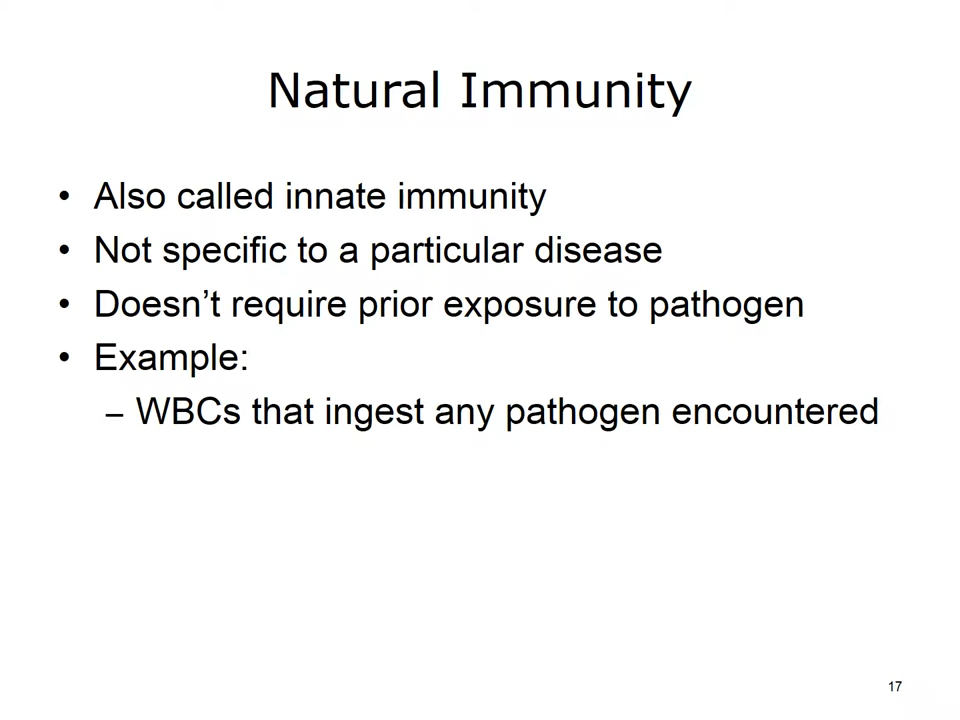 Natural Immunity
• Also called innate immunity
• Not specific to a particular disease
• Doesn’t require prior exposure to pathogen
• Example:
– WBCs that ingest any pathogen encountered
17